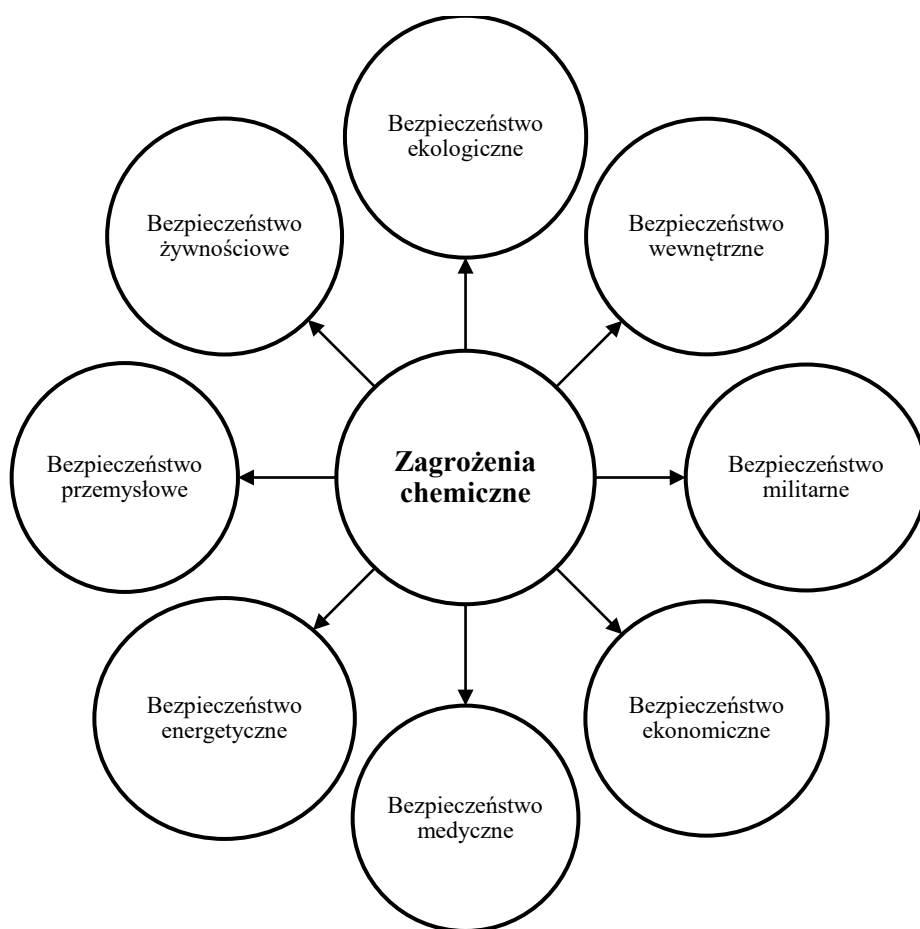 Bezpieczeństwo
ekologiczne
Bezpieczeństwo
żywnościowe
Bezpieczeństwo
wewnętrzne
Bezpieczeństwo
przemysłowe
Zagrożenia
chemiczne
Bezpieczeństwo
militarne
Bezpieczeństwo
energetyczne
Bezpieczeństwo
ekonomiczne
Bezpieczeństwo
medyczne